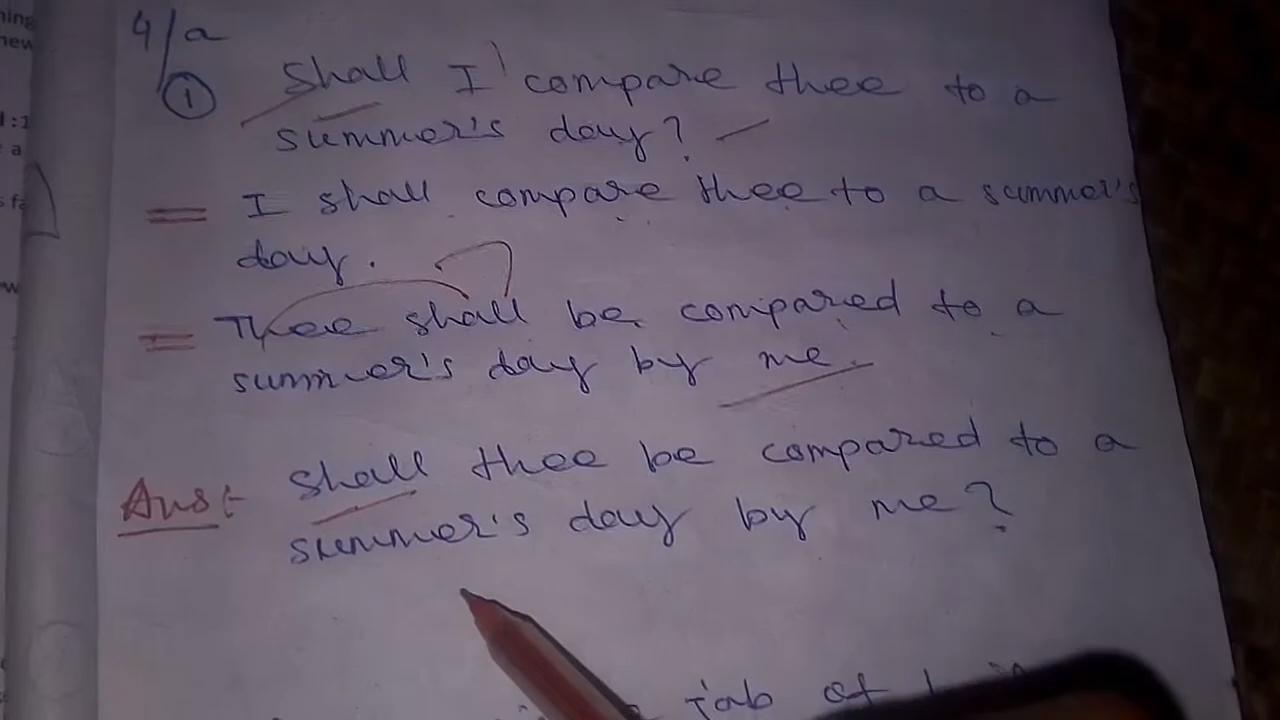 4/a
① Shall I compare thee to a
summer's day?
= I shall compare thee to a summer's
day.
= Thee shall be compared to a
summer's day by me.
Ans:- Shall thee be compared to a
summer's day by me?